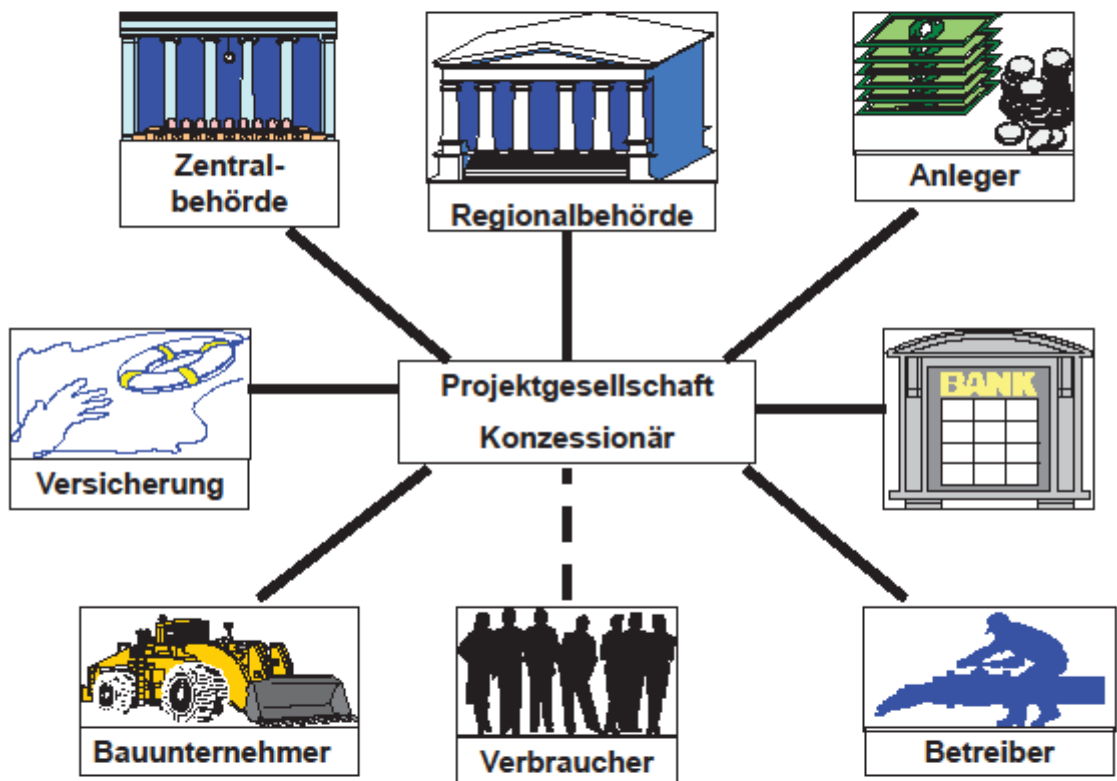 Zentral-
behörde
Regionalbehörde
Anleger
Versicherung
Projektgesellschaft
Konzessionär
BANK
Bauunternehmer
Verbraucher
Betreiber